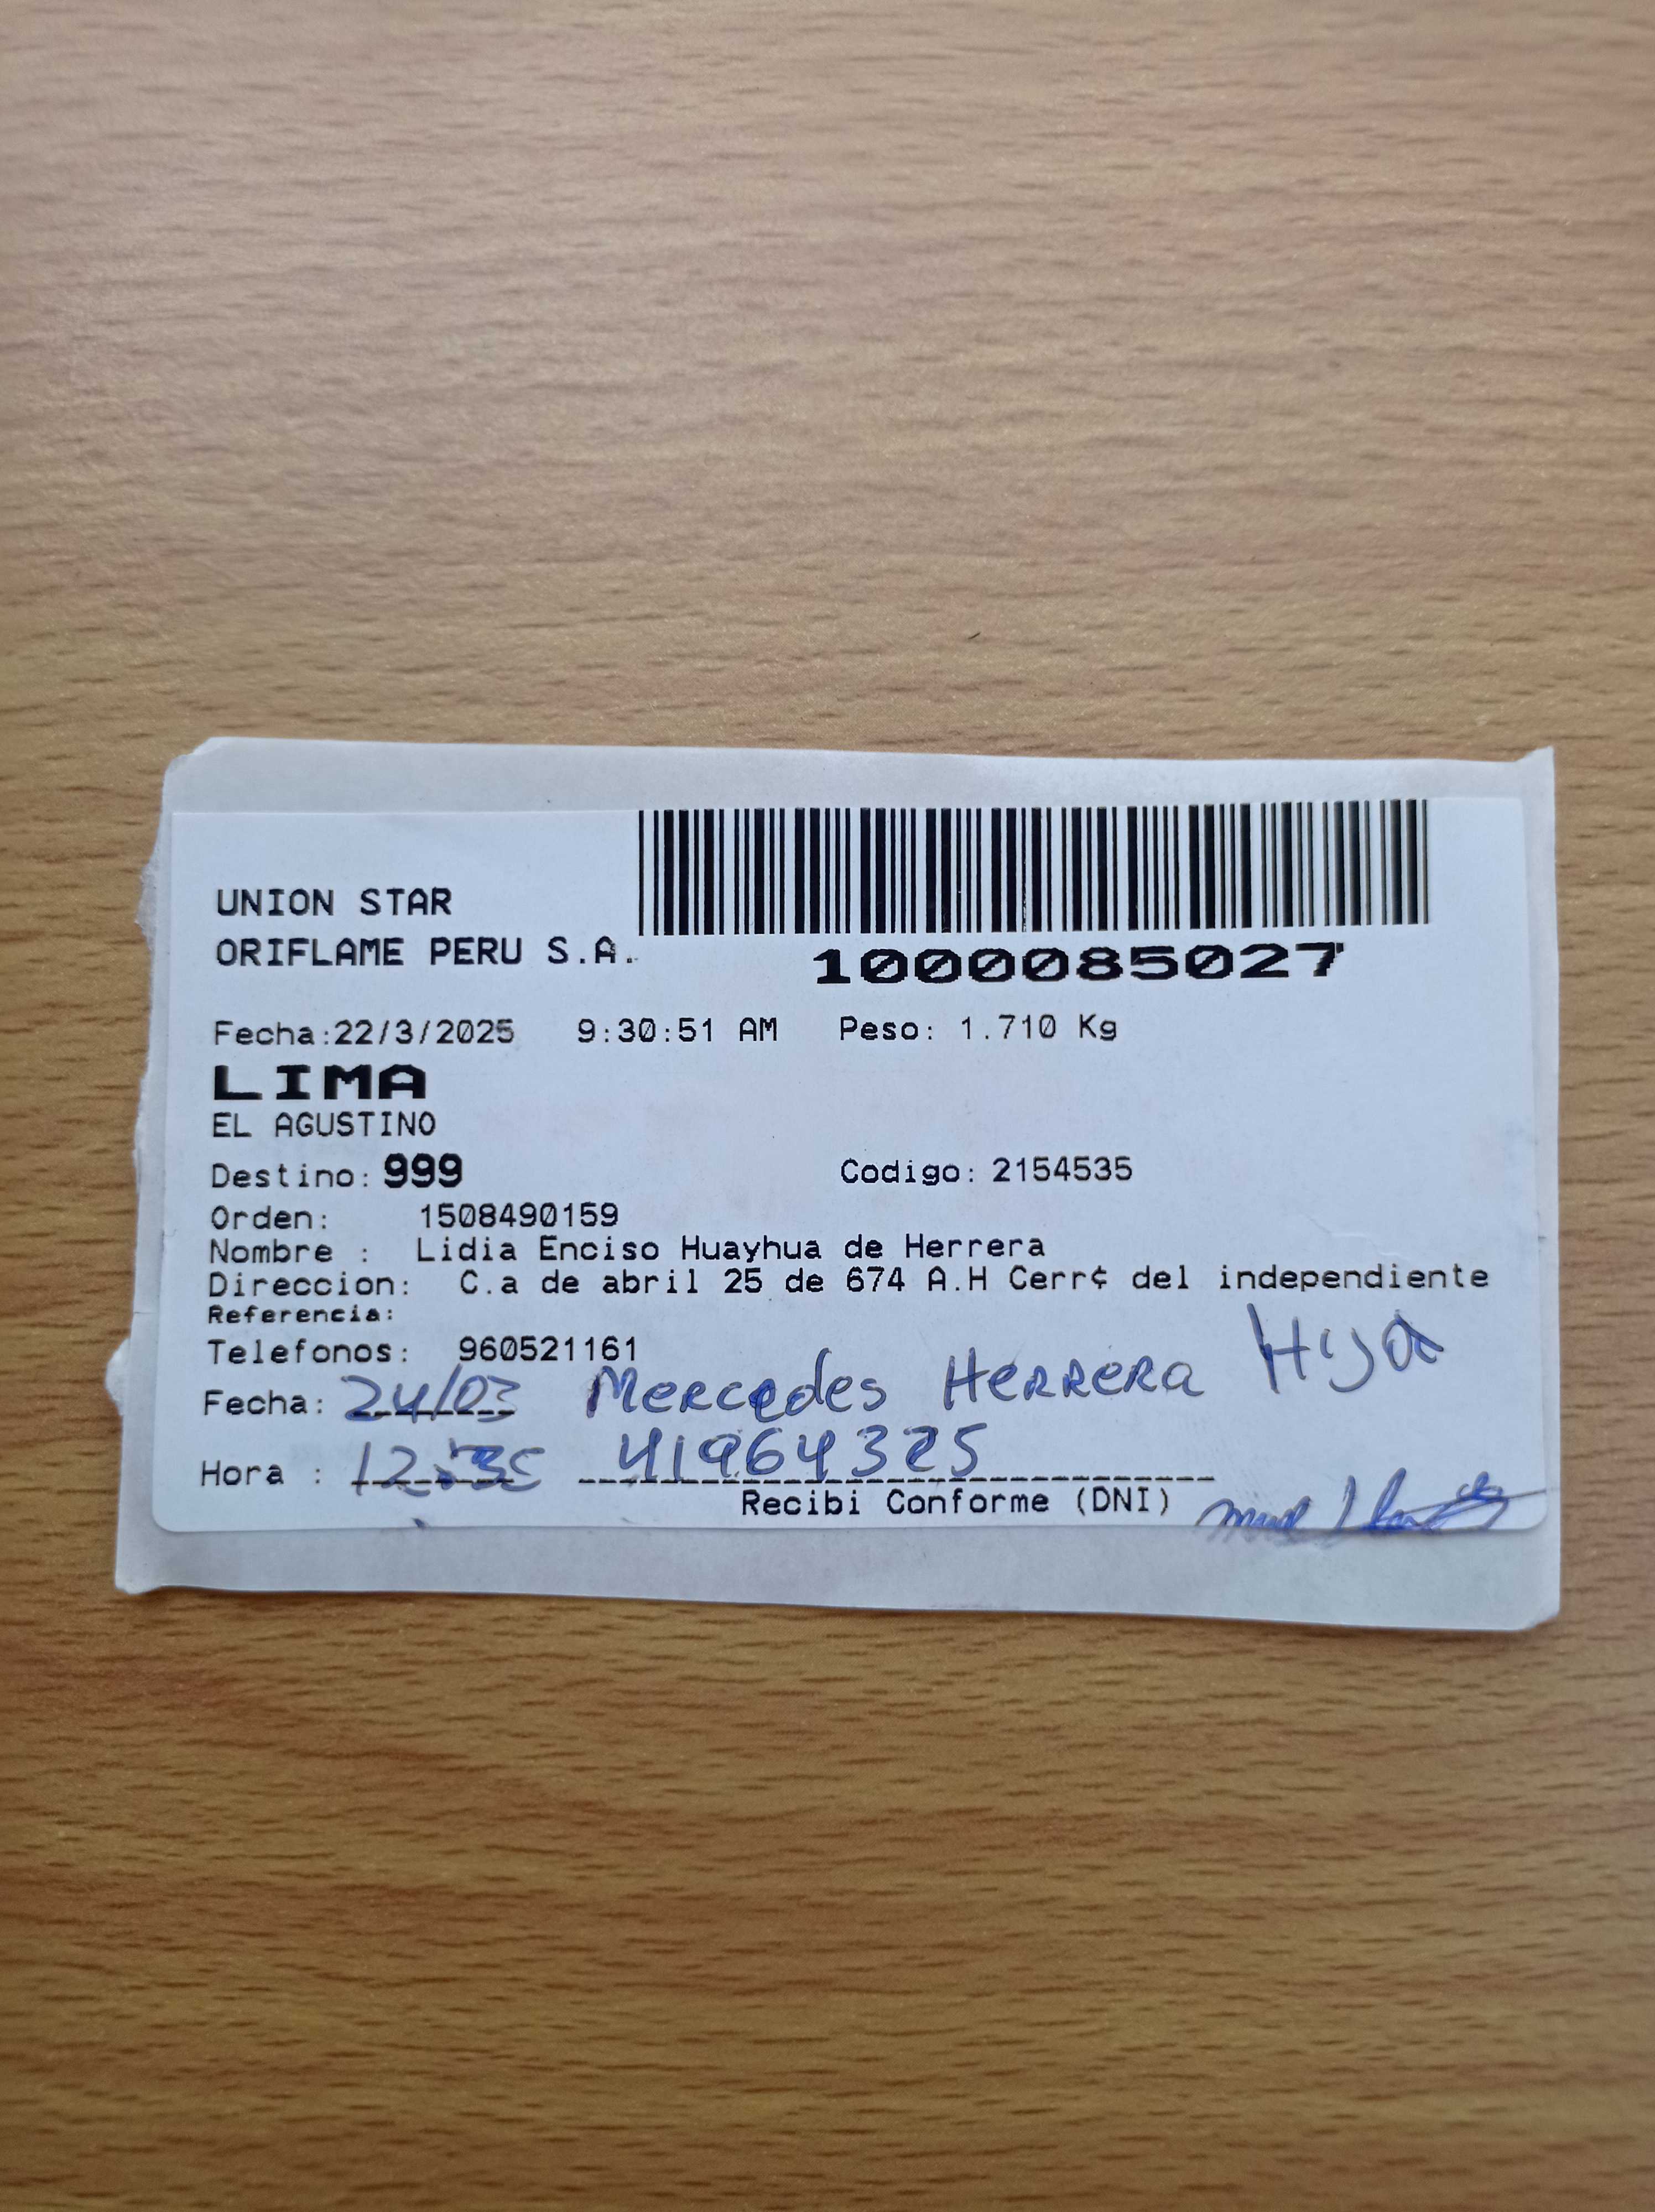 UNION STAR
ORIFLAME PERU S.A.
1000085027
Fecha:22/3/2025 9:30:51 AM Peso: 1.710 Kg
LIMA
EL AGUSTINO
Destino: 999 Codigo: 2154535
Orden: 1508490159
Nombre : Lidia Enciso Huayhua de Herrera
Direccion: C.a de abril 25 de 674 A.H Cerr¢ del independiente
Referencia:
Telefonos: 960521161
Fecha: 24/03 Mercedes Herrera Hija
Hora : 41964325
Recibi Conforme (DNI)